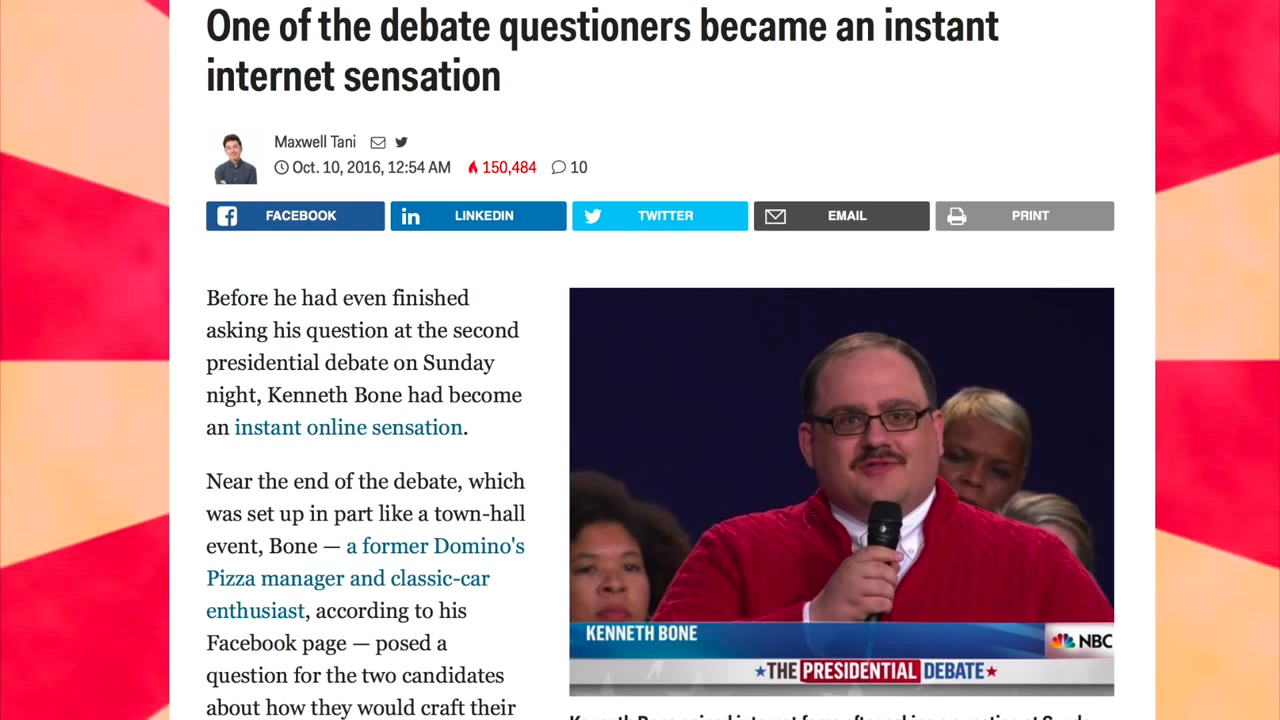 One of the debate questioners became an instant
internet sensation
Maxwell Tani
Oct. 10, 2016, 12:54 AM 150,484 10
FACEBOOK LINKEDIN TWITTER EMAIL PRINT
Before he had even finished
asking his question at the second
presidential debate on Sunday
night, Kenneth Bone had become
an instant online sensation.
Near the end of the debate, which
was set up in part like a town-hall
event, Bone — a former Domino's
Pizza manager and classic-car
enthusiast, according to his
Facebook page — posed a
question for the two candidates
about how they would craft their
KENNETH BONE
NBC
THE PRESIDENTIAL DEBATE